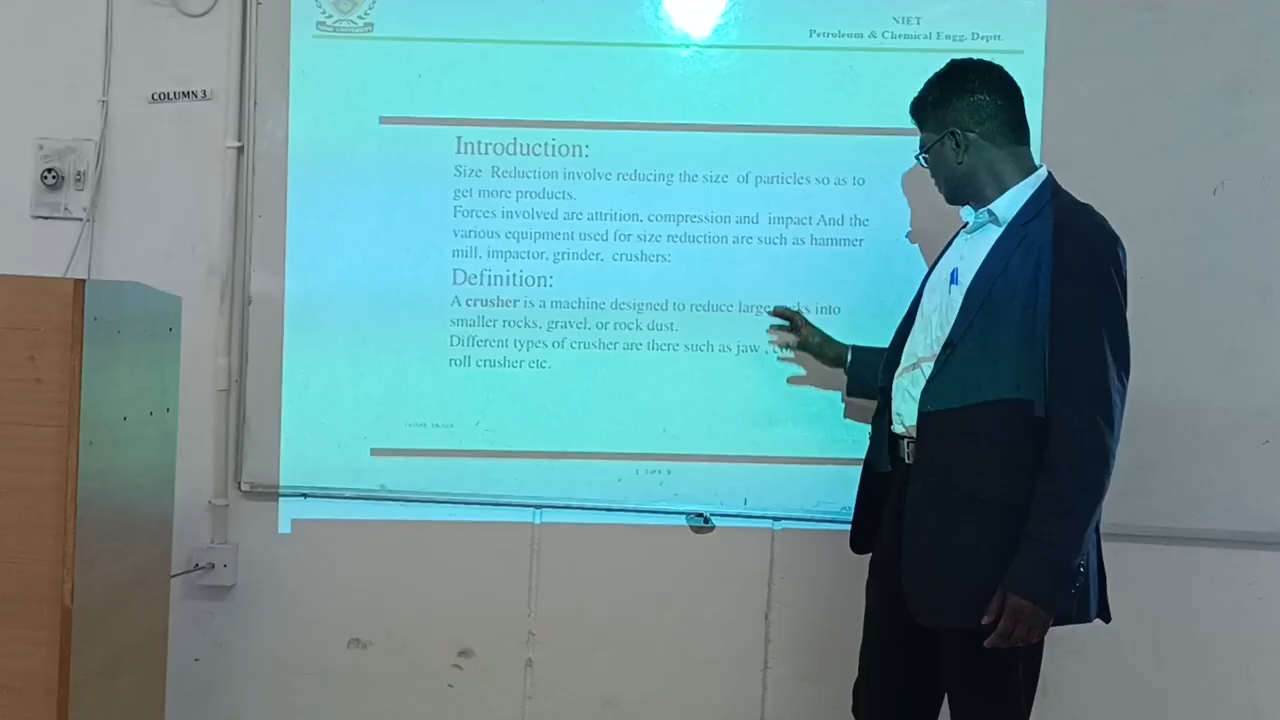 NIET
Petroleum & Chemical Engg. Deptt.
COLUMN 3
Introduction:
Size Reduction involve reducing the size of particles so as to
get more products.
Forces involved are attrition, compression and impact And the
various equipment used for size reduction are such as hammer
mill, impactor, grinder, crushers:
Definition:
A crusher is a machine designed to reduce large into
smaller rocks, gravel, or rock dust.
Different types of crusher are there such as jaw ,
roll crusher etc.